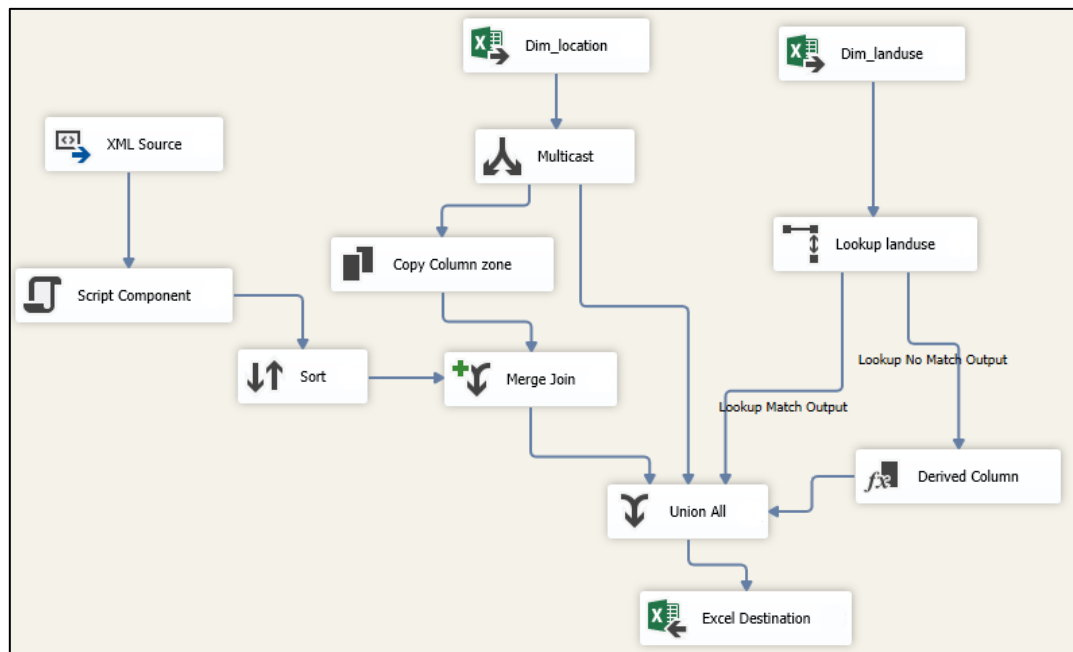 Dim_location
Dim_landuse
XML Source
Multicast
Lookup landuse
Copy Column zone
Script Component
Lookup No Match Output
Sort
Merge Join
Lookup Match Output
Derived Column
fx
Union All
Excel Destination